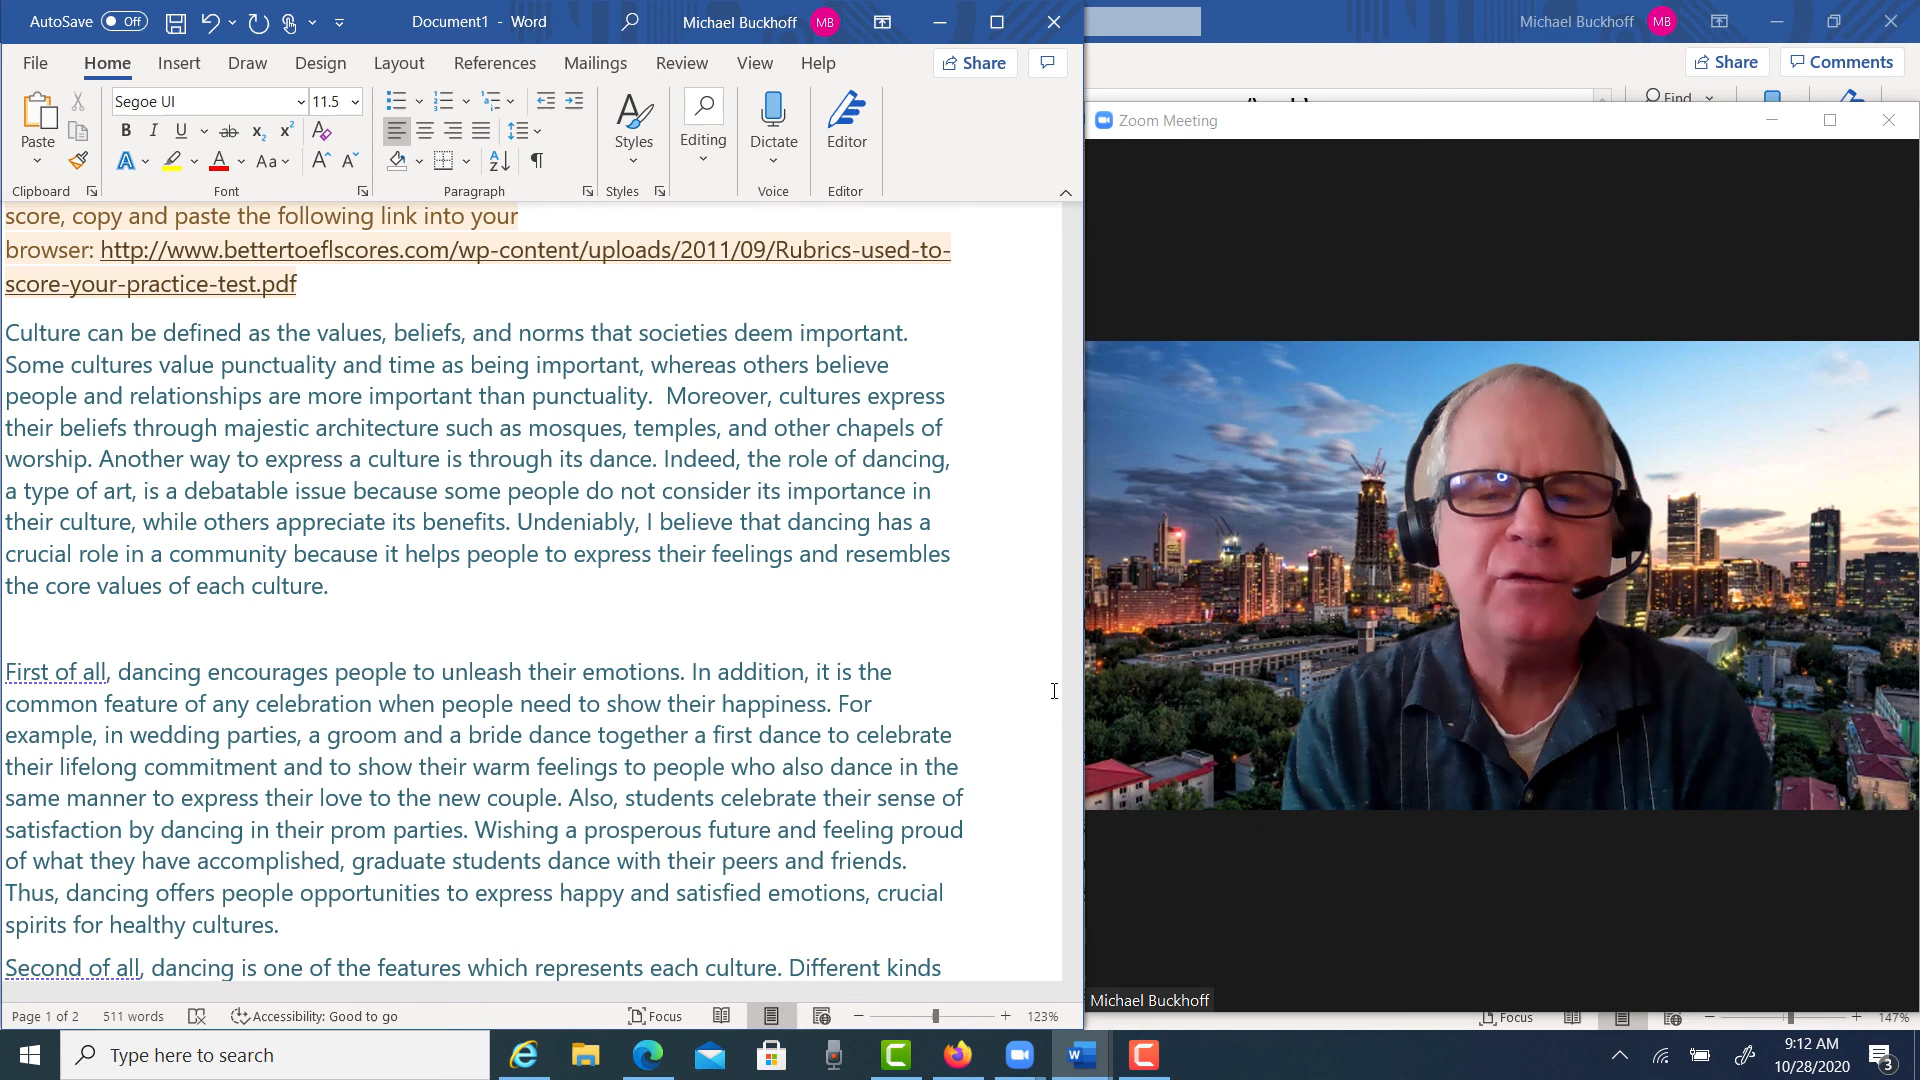 AutoSave Off Document1 - Word Michael Buckhoff MB
Michael Buckhoff MB
File Home Insert Draw Design Layout References Mailings Review View Help Share
Share Comments
Segoe UI 11.5
Find
Paste Styles Editing Dictate Editor
Clipboard Font Paragraph Styles Voice Editor
Zoom Meeting
score, copy and paste the following link into your
browser: http://www.bettertoeflscores.com/wp-content/uploads/2011/09/Rubrics-used-to-
score-your-practice-test.pdf
Culture can be defined as the values, beliefs, and norms that societies deem important.
Some cultures value punctuality and time as being important, whereas others believe
people and relationships are more important than punctuality.  Moreover, cultures express
their beliefs through majestic architecture such as mosques, temples, and other chapels of
worship. Another way to express a culture is through its dance. Indeed, the role of dancing,
a type of art, is a debatable issue because some people do not consider its importance in
their culture, while others appreciate its benefits. Undeniably, I believe that dancing has a
crucial role in a community because it helps people to express their feelings and resembles
the core values of each culture.
First of all, dancing encourages people to unleash their emotions. In addition, it is the
common feature of any celebration when people need to show their happiness. For
example, in wedding parties, a groom and a bride dance together a first dance to celebrate
their lifelong commitment and to show their warm feelings to people who also dance in the
same manner to express their love to the new couple. Also, students celebrate their sense of
satisfaction by dancing in their prom parties. Wishing a prosperous future and feeling proud
of what they have accomplished, graduate students dance with their peers and friends.
Thus, dancing offers people opportunities to express happy and satisfied emotions, crucial
spirits for healthy cultures.
Second of all, dancing is one of the features which represents each culture. Different kinds
Michael Buckhoff
Page 1 of 2 511 words Accessibility: Good to go Focus 123%
Focus 147%
Type here to search
9:12 AM
10/28/2020
3